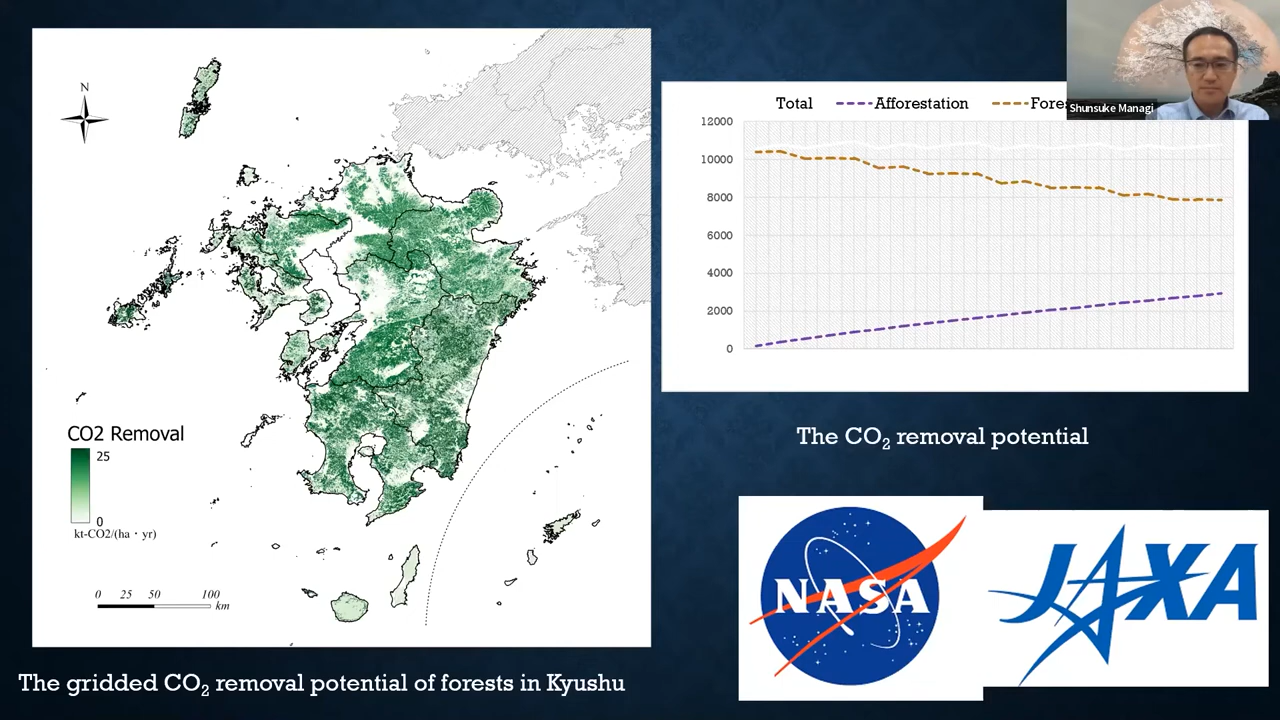 N
CO2 Removal
25
0
kt-CO2/(ha・yr)
0 25 50 100
km
The gridded CO₂ removal potential of forests in Kyushu
Total Afforestation
Shunsuke Managi
12000
10000
8000
6000
4000
2000
0
The CO₂ removal potential
NASA
JAXA